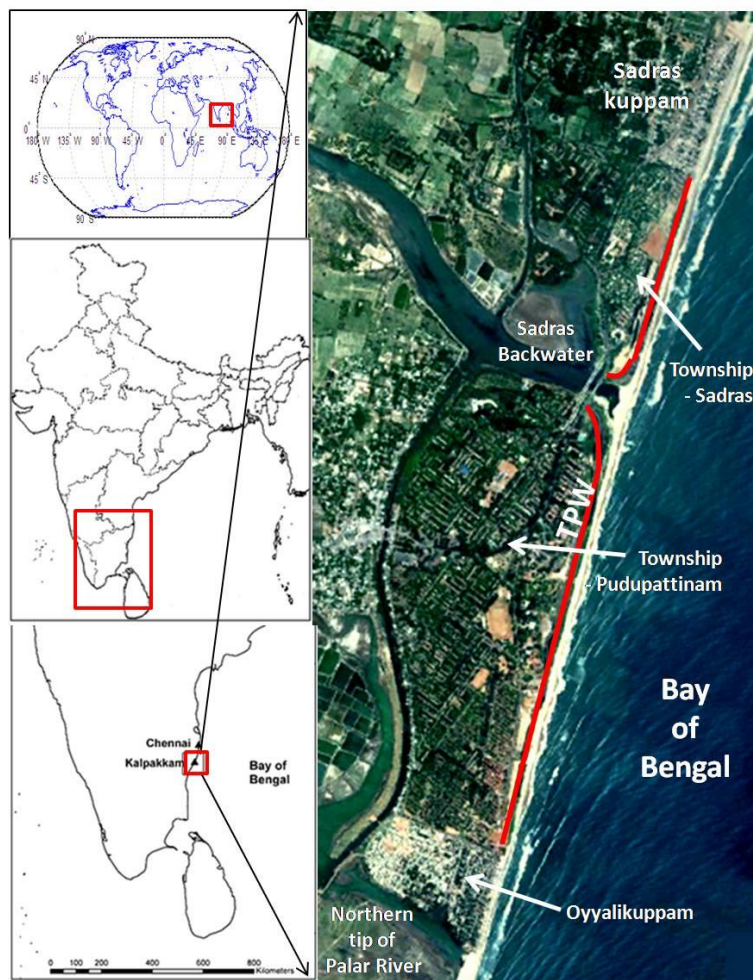 90° N
45° N
0°
180° W 135° W 90° W 45° W 0° 45° E 90° E 135° E 180° E
45° S
90° S
Chennai
Kalpakkam
Bay of
Bengal
0 100 200 400 600 800
Kilometers
Sadras
kuppam
Sadras
Backwater
Township
- Sadras
TPW
Township
- Pudupattinam
Bay
of
Bengal
Oyyalikuppam
Northern
tip of
Palar River